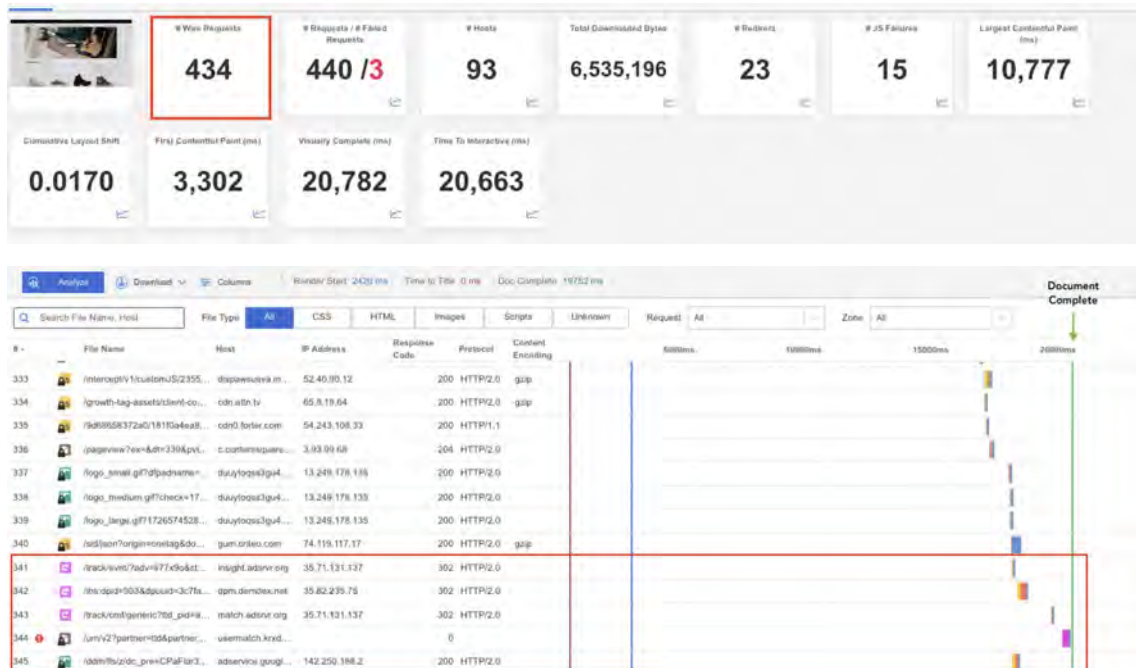 # Wire Requests
# Requests / # Failed Requests
# Hosts
Total Downloaded Bytes
# Redirects
# JS Failures
Largest Contentful Paint (ms)
434
440 /3
93
6,535,196
23
15
10,777
Cumulative Layout Shift
First Contentful Paint (ms)
Visually Complete (ms)
Time To Interactive (ms)
0.0170
3,302
20,782
20,663
Analyze Download Columns Render Start: 2420 ms Time to Title: 0 ms Doc Complete: 19752 ms
Document Complete
Search File Name, Host File Type All CSS HTML Images Scripts Unknown Request All Zone All
# File Name Host IP Address Response Code Protocol Content Encoding 5000ms 10000ms 15000ms 20000ms
333 /intercept/v1/customJS/2355... 52.40.90.12 200 HTTP/2.0 gzip
334 /growth-tag-assets/client-co... cdn.attn.tv 65.8.19.64 200 HTTP/2.0 gzip
335 cdn0.forter.com 54.243.108.33 200 HTTP/1.1
336 3.93.99.68 204 HTTP/2.0
337 /logo_small.gif?dfpadname=... 13.249.178.135 200 HTTP/2.0
338 /logo_medium.gif?check=17... 13.249.178.135 200 HTTP/2.0
339 /logo_large.gif?1726574528... 13.249.178.135 200 HTTP/2.0
340 /sid/json?origin=onetag&do... gum.criteo.com 74.119.117.17 200 HTTP/2.0 gzip
341 insight.adsrvr.org 35.71.131.137 302 HTTP/2.0
342 dpm.demdex.net 35.82.235.75 302 HTTP/2.0
343 /track/cmf/generic?ttd_pid=a... match.adsrvr.org 35.71.131.137 302 HTTP/2.0
344 /um/v2?partner=ttd&partner... usermatch.krxd... 0
345 adservice.googl... 142.250.188.2 200 HTTP/2.0